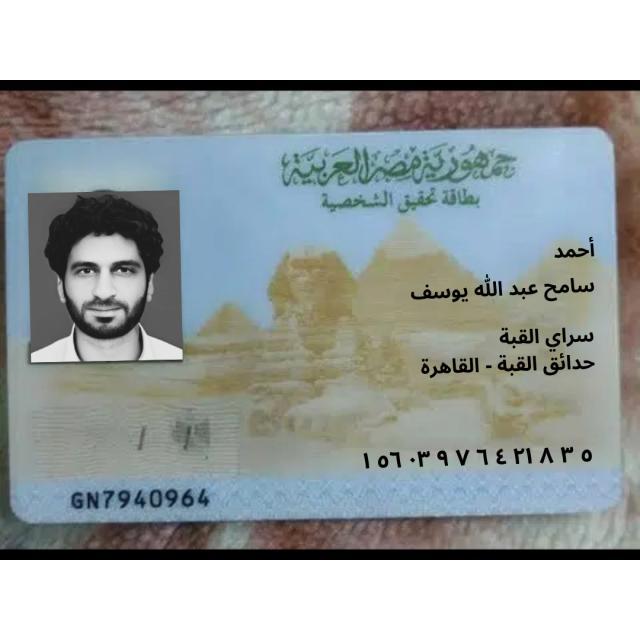 جمهورية مصر العربية
بطاقة تحقيق الشخصية
أحمد
سامح عبد الله يوسف
سراي القبة
حدائق القبة - القاهرة
١٥٦٠٣٩٧٦٤٢١٨٣٥
GN7940964